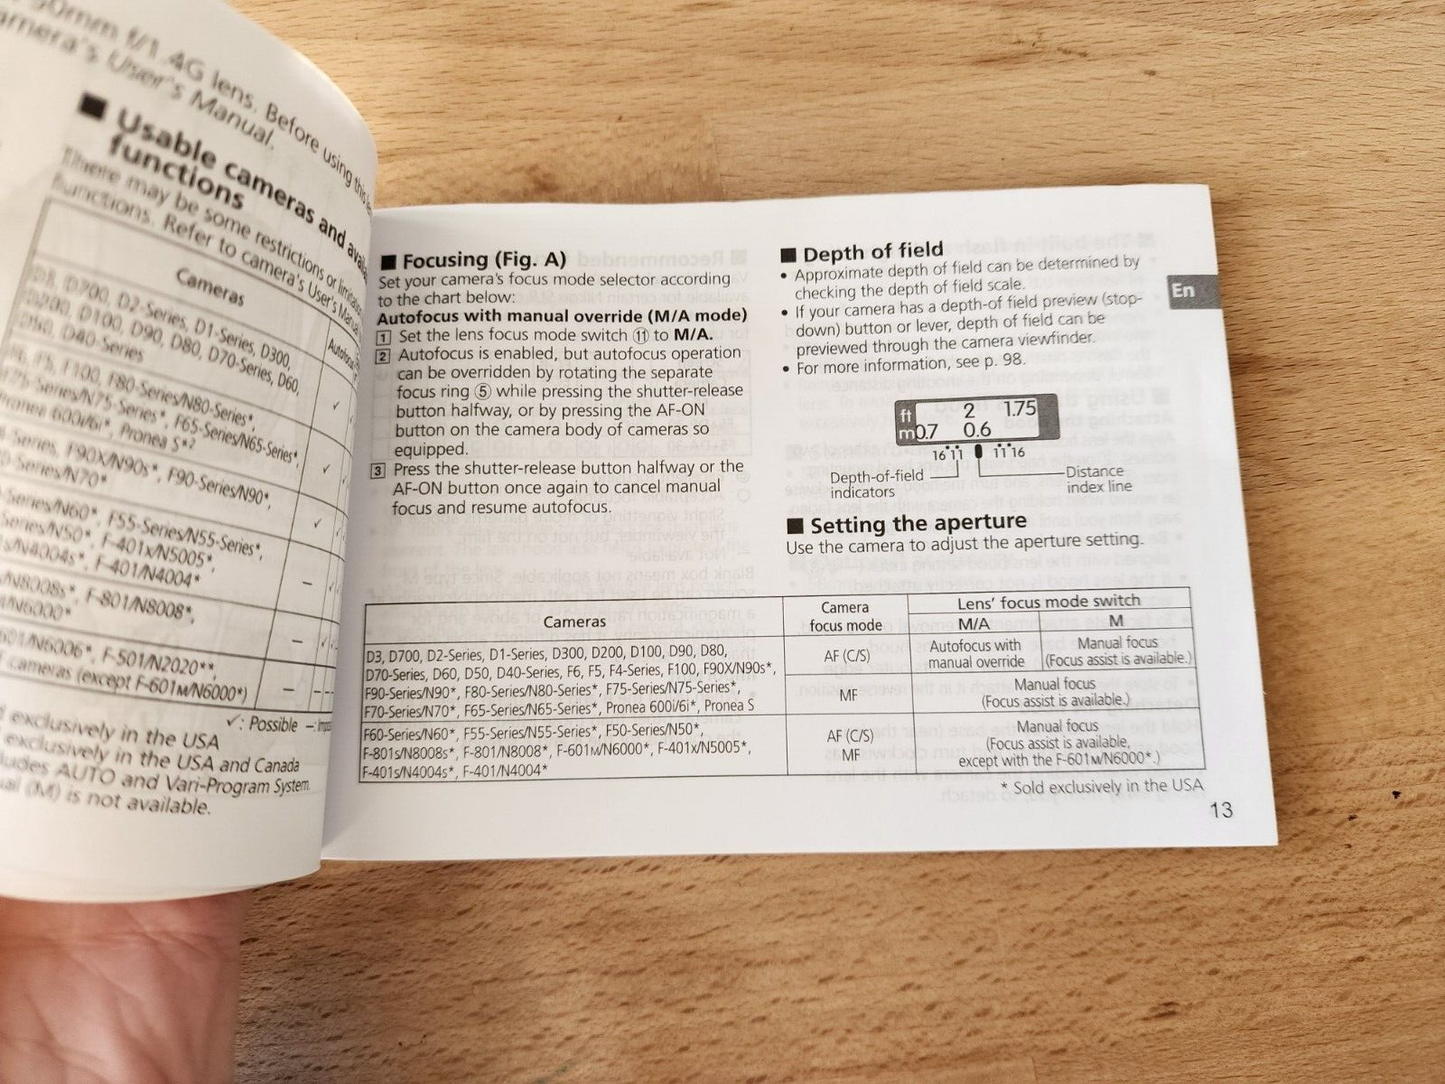 50mm f/1.4G lens. Before using this
camera's User's Manual.
■ Usable cameras and
functions
There may be some restrictions or
functions. Refer to camera's User's Manual
Cameras
D3, D700, D2-Series, D1-Series, D300,
D200, D100, D90, D80, D70-Series, D60,
D50, D40-Series
✓
F6, F5, F100, F80-Series/N80-Series*,
F75-Series/N75-Series*, F65-Series/N65-Series*,
Pronea 600i/6i*, Pronea S*²
✓
Series, F90X/N90s*, F90-Series/N90*,
Series/N70*
✓
Series/N60*, F55-Series/N55-Series*,
Series/N50*, F-401x/N5005*,
F-401/N4004*
–
N8008s*, F-801/N8008*,
N6000*
–
N6006*, F-501/N2020**,
cameras (except F-601M/N6000*)
–
✓: Possible –:
exclusively in the USA
exclusively in the USA and Canada
AUTO and Vari-Program System.
(M) is not available.
■ Focusing (Fig. A)
Set your camera's focus mode selector according
to the chart below:
Autofocus with manual override (M/A mode)
1 Set the lens focus mode switch ⑪ to M/A.
2 Autofocus is enabled, but autofocus operation
can be overridden by rotating the separate
focus ring ⑤ while pressing the shutter-release
button halfway, or by pressing the AF-ON
button on the camera body of cameras so
equipped.
3 Press the shutter-release button halfway or the
AF-ON button once again to cancel manual
focus and resume autofocus.
■ Depth of field
• Approximate depth of field can be determined by
checking the depth of field scale.
• If your camera has a depth-of field preview (stop-
down) button or lever, depth of field can be
previewed through the camera viewfinder.
• For more information, see p. 98.
ft 2 1.75
m 0.7 0.6
16 11 11 16
Depth-of-field
indicators
Distance
index line
■ Setting the aperture
Use the camera to adjust the aperture setting.
En
Cameras
Camera
focus mode
Lens' focus mode switch
M/A M
D3, D700, D2-Series, D1-Series, D300, D200, D100, D90, D80,
D70-Series, D60, D50, D40-Series, F6, F5, F4-Series, F100, F90X/N90s*,
F90-Series/N90*, F80-Series/N80-Series*, F75-Series/N75-Series*,
F70-Series/N70*, F65-Series/N65-Series*, Pronea 600i/6i*, Pronea S
AF (C/S)
Autofocus with
manual override
Manual focus
(Focus assist is available.)
MF
Manual focus
(Focus assist is available.)
F60-Series/N60*, F55-Series/N55-Series*, F50-Series/N50*,
F-801s/N8008s*, F-801/N8008*, F-601M/N6000*, F-401x/N5005*,
F-401s/N4004s*, F-401/N4004*
AF (C/S)
MF
Manual focus
(Focus assist is available,
except with the F-601M/N6000*.)
* Sold exclusively in the USA
13